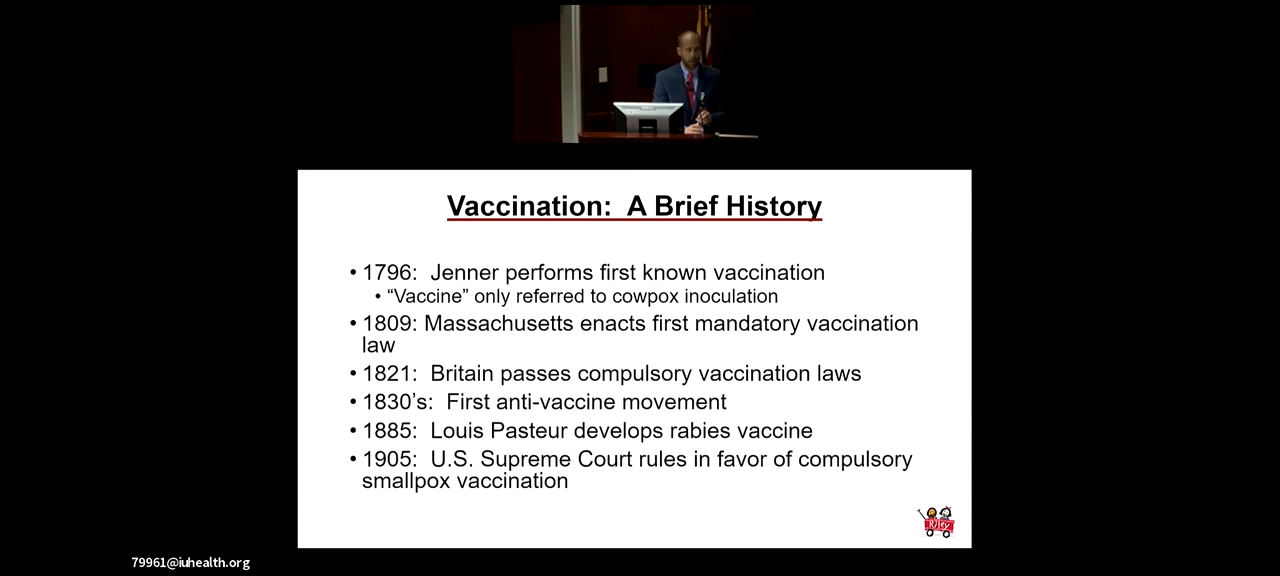 Vaccination: A Brief History
• 1796: Jenner performs first known vaccination
• “Vaccine” only referred to cowpox inoculation
• 1809: Massachusetts enacts first mandatory vaccination
law
• 1821: Britain passes compulsory vaccination laws
• 1830’s: First anti-vaccine movement
• 1885: Louis Pasteur develops rabies vaccine
• 1905: U.S. Supreme Court rules in favor of compulsory
smallpox vaccination
Riley
79961@iuhealth.org